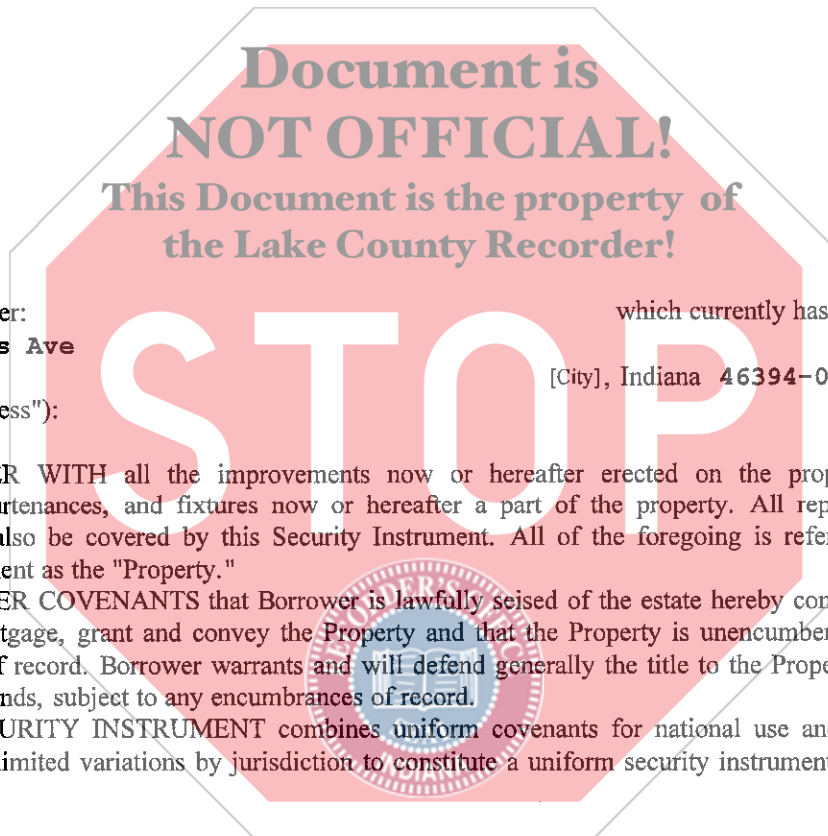 Document is
NOT OFFICIAL!
This Document is the property of
the Lake County Recorder!
er: which currently has
s Ave
[City], Indiana 46394-0
ess"):
STOP
ER WITH all the improvements now or hereafter erected on the prop
urtenances, and fixtures now or hereafter a part of the property. All rep
also be covered by this Security Instrument. All of the foregoing is refer
ent as the "Property."
ER COVENANTS that Borrower is lawfully seised of the estate hereby con
tgage, grant and convey the Property and that the Property is unencumber
f record. Borrower warrants and will defend generally the title to the Prope
nds, subject to any encumbrances of record.
URITY INSTRUMENT combines uniform covenants for national use an
limited variations by jurisdiction to constitute a uniform security instrument